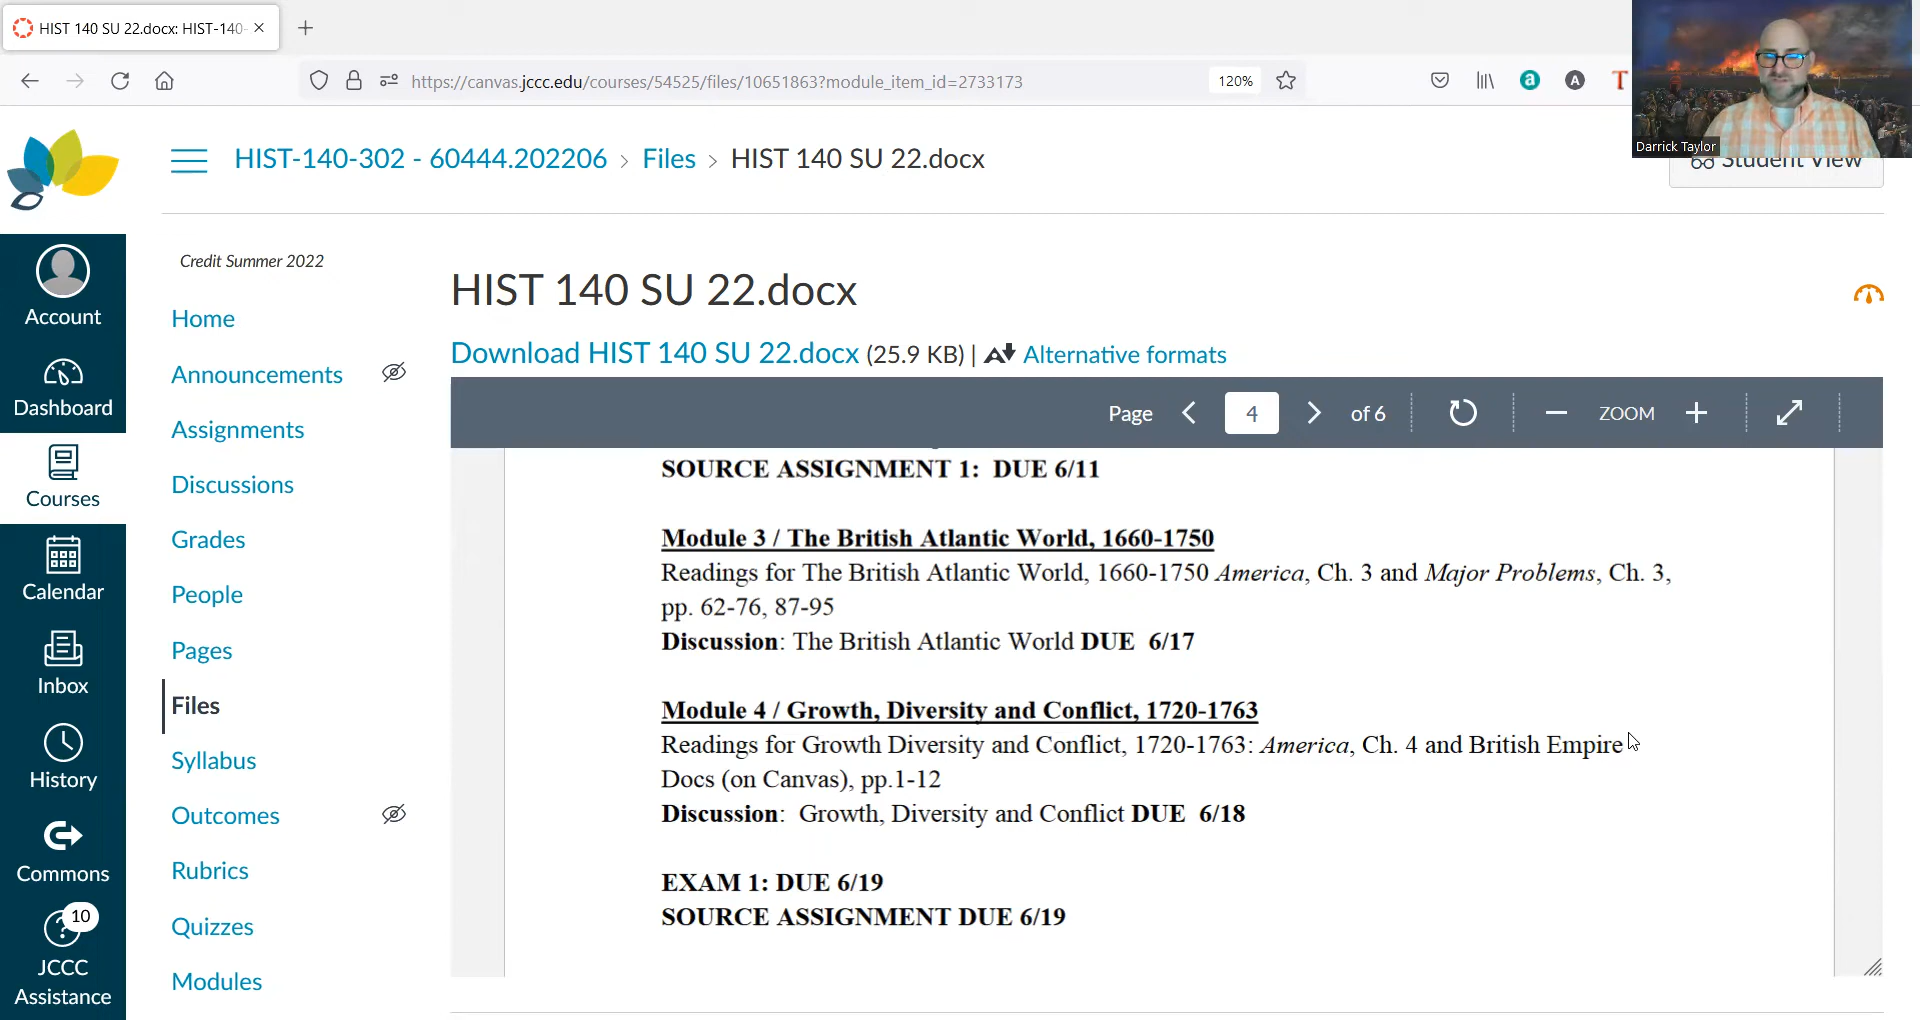 HIST 140 SU 22.docx: HIST-140-
https://canvas.jccc.edu/courses/54525/files/10651863?module_item_id=2733173
120%
a
A
T
Darrick Taylor
HIST-140-302 - 60444.202206 › Files › HIST 140 SU 22.docx
Student View
Account
Dashboard
Courses
Calendar
Inbox
History
Commons
10
JCCC
Assistance
Credit Summer 2022
Home
Announcements
Assignments
Discussions
Grades
People
Pages
Files
Syllabus
Outcomes
Rubrics
Quizzes
Modules
HIST 140 SU 22.docx
Download HIST 140 SU 22.docx (25.9 KB) | Alternative formats
Page 4 of 6 ZOOM
SOURCE ASSIGNMENT 1:  DUE 6/11
Module 3 / The British Atlantic World, 1660-1750
Readings for The British Atlantic World, 1660-1750 America, Ch. 3 and Major Problems, Ch. 3,
pp. 62-76, 87-95
Discussion: The British Atlantic World DUE  6/17
Module 4 / Growth, Diversity and Conflict, 1720-1763
Readings for Growth Diversity and Conflict, 1720-1763: America, Ch. 4 and British Empire
Docs (on Canvas), pp.1-12
Discussion:  Growth, Diversity and Conflict DUE  6/18
EXAM 1: DUE 6/19
SOURCE ASSIGNMENT DUE 6/19